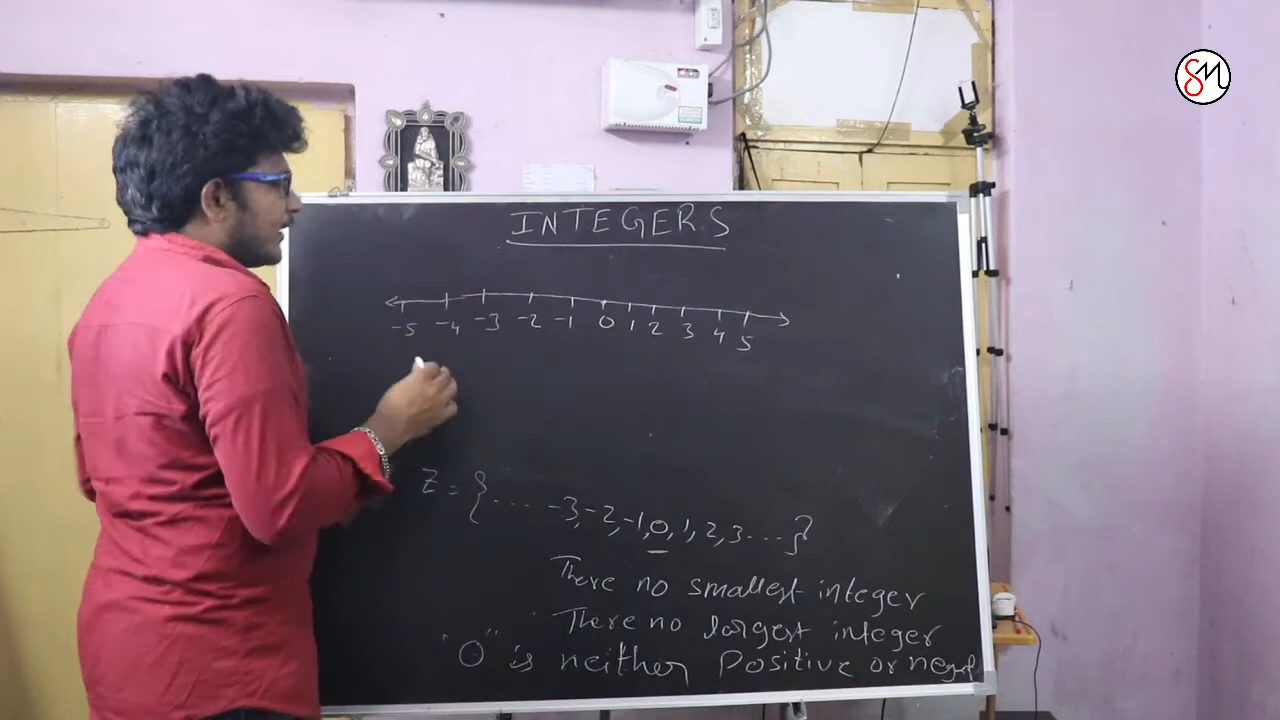 SM
INTEGERS
-5 -4 -3 -2 -1 0 1 2 3 4 5
Z = { .... -3, -2, -1, 0, 1, 2, 3 .... }
There no smallest integer
There no largest integer
"0" is neither Positive or